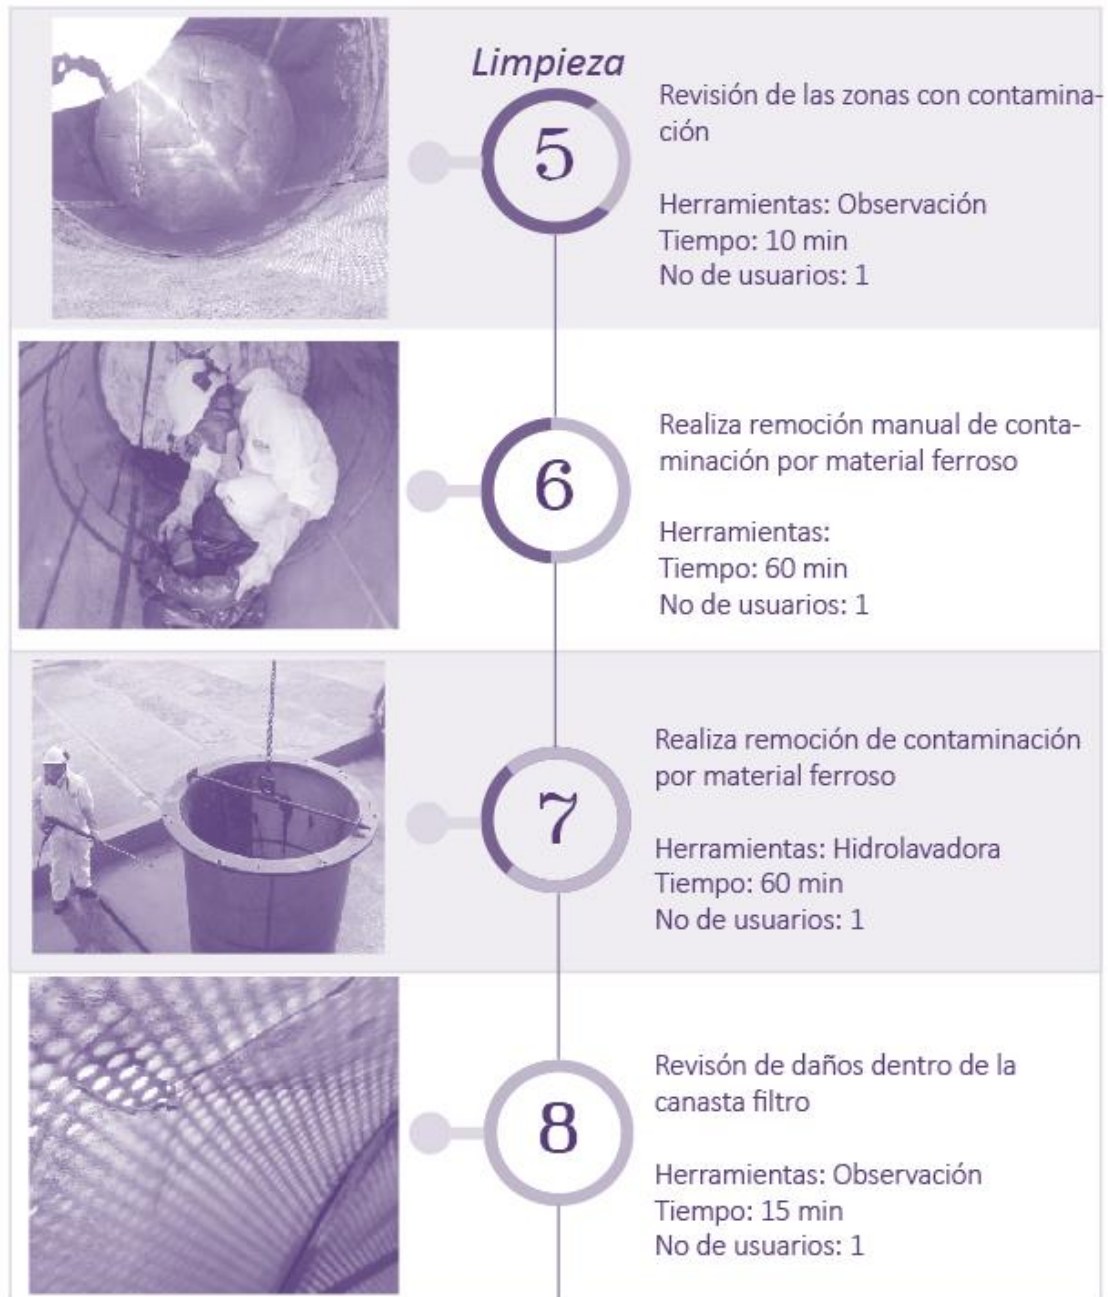 Limpieza
5
Revisión de las zonas con contamina-
ción
Herramientas: Observación
Tiempo: 10 min
No de usuarios: 1
6
Realiza remoción manual de conta-
minación por material ferroso
Herramientas:
Tiempo: 60 min
No de usuarios: 1
7
Realiza remoción de contaminación
por material ferroso
Herramientas: Hidrolavadora
Tiempo: 60 min
No de usuarios: 1
8
Revisón de daños dentro de la
canasta filtro
Herramientas: Observación
Tiempo: 15 min
No de usuarios: 1